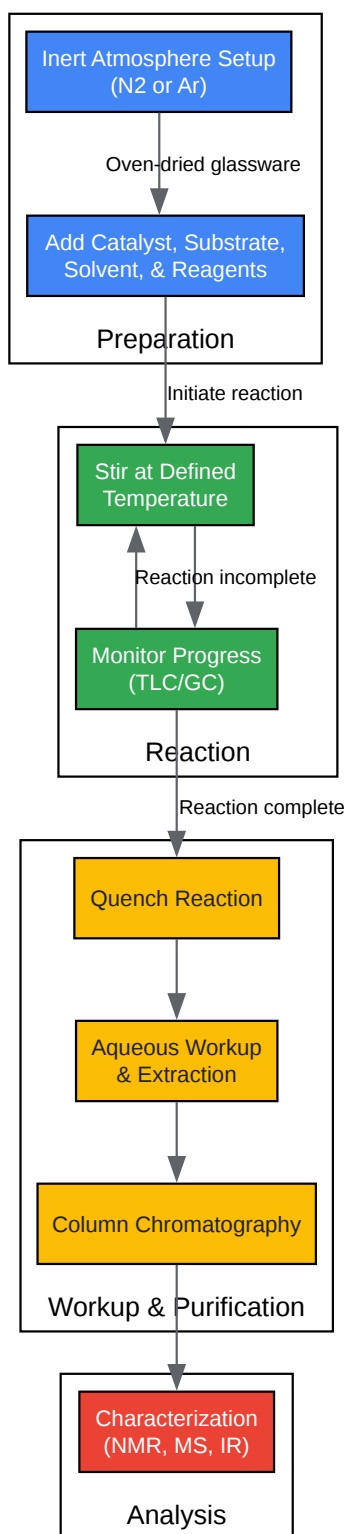 Inert Atmosphere Setup
(N2 or Ar)
Oven-dried glassware
Add Catalyst, Substrate,
Solvent, & Reagents
Preparation
Initiate reaction
Stir at Defined
Temperature
Reaction incomplete
Monitor Progress
(TLC/GC)
Reaction
Reaction complete
Quench Reaction
Aqueous Workup
& Extraction
Column Chromatography
Workup & Purification
Characterization
(NMR, MS, IR)
Analysis